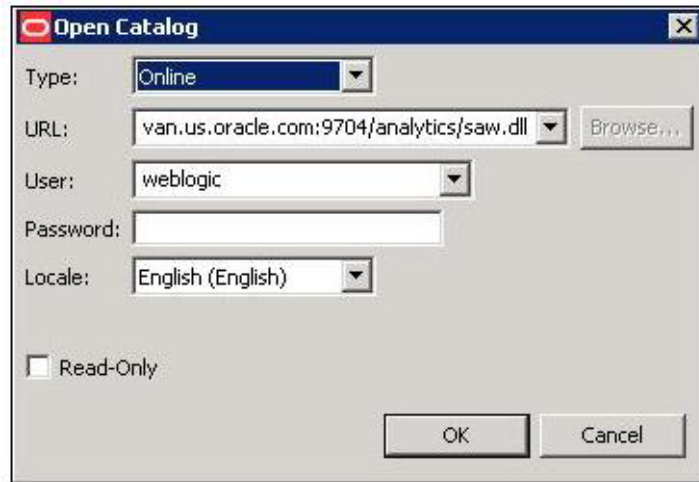 Open Catalog
Type: Online
URL: van.us.oracle.com:9704/analytics/saw.dll Browse...
User: weblogic
Password:
Locale: English (English)
Read-Only
OK Cancel